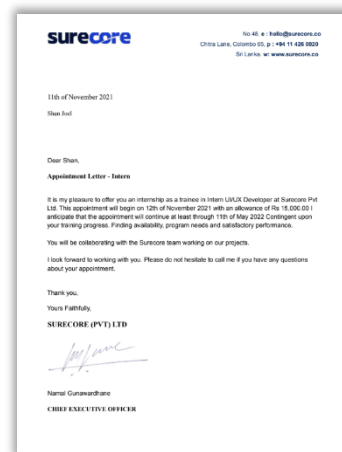 surecore
No 48, e : hello@surecore.co
Chitra Lane, Colombo 05, p : +94 11 428 0820
Sri Lanka. w: www.surecore.co
11th of November 2021
Shan Joel
Dear Shan,
Appointment Letter - Intern
It is my pleasure to offer you an internship as a trainee in Intern UI/UX Developer at Surecore Pvt
Ltd. This appointment will begin on 12th of November 2021 with an allowance of Rs 15,000.00 I
anticipate that the appointment will continue at least through 11th of May 2022 Contingent upon
your training progress. Finding availability, program needs and satisfactory performance.
You will be collaborating with the Surecore team working on our projects.
I look forward to working with you. Please do not hesitate to call me if you have any questions
about your appointment.
Thank you,
Yours Faithfully,
SURECORE (PVT) LTD
Namal Gunawardhane
CHIEF EXECUTIVE OFFICER